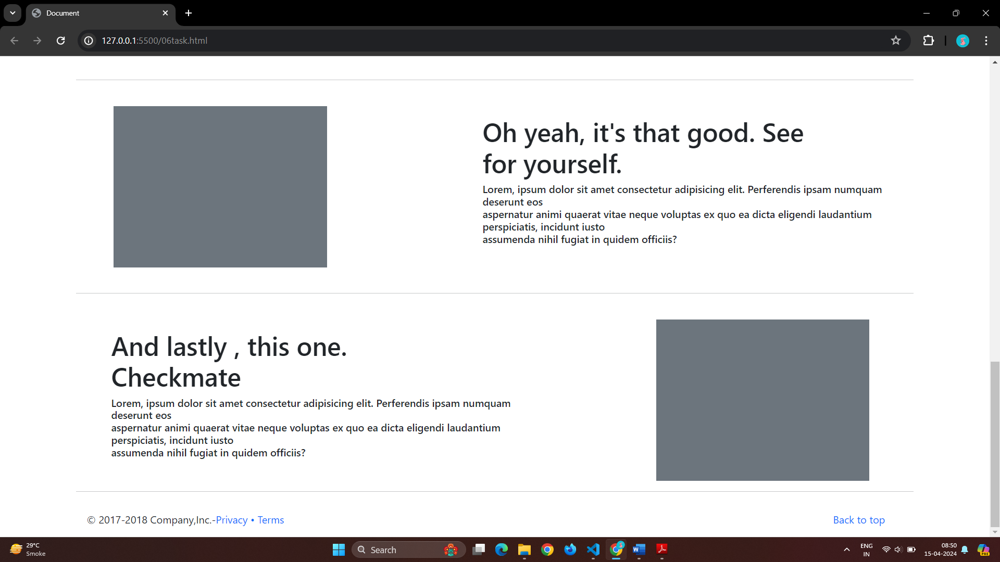 Document
127.0.0.1:5500/06task.html
Oh yeah, it's that good. See
for yourself.
Lorem, ipsum dolor sit amet consectetur adipisicing elit. Perferendis ipsam numquam
deserunt eos
aspernatur animi quaerat vitae neque voluptas ex quo ea dicta eligendi laudantium
perspiciatis, incidunt iusto
assumenda nihil fugiat in quidem officiis?
And lastly , this one.
Checkmate
Lorem, ipsum dolor sit amet consectetur adipisicing elit. Perferendis ipsam numquam
deserunt eos
aspernatur animi quaerat vitae neque voluptas ex quo ea dicta eligendi laudantium
perspiciatis, incidunt iusto
assumenda nihil fugiat in quidem officiis?
© 2017-2018 Company,Inc.-Privacy • Terms
Back to top
29°C
Smoke
Search
W
ENG
IN
08:50
15-04-2024
PRE